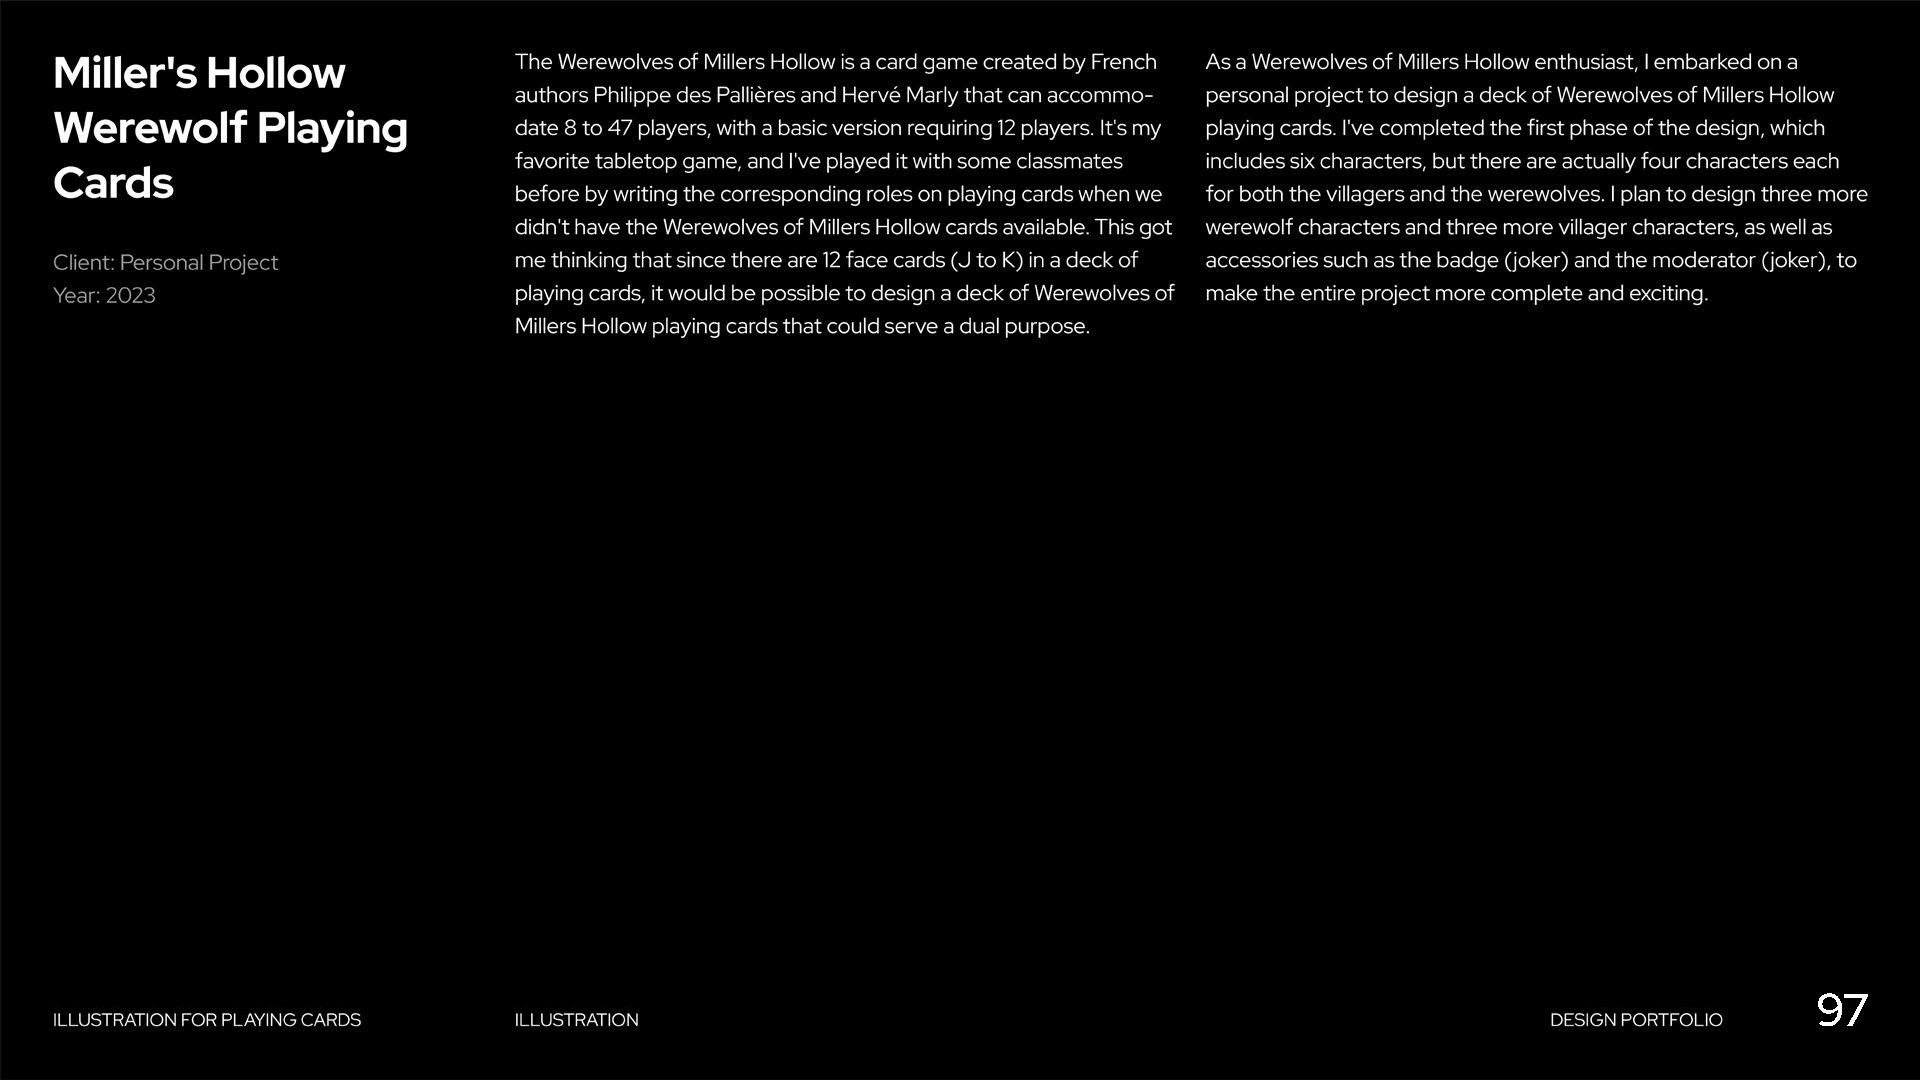 Miller's Hollow
Werewolf Playing
Cards
Client: Personal Project
Year: 2023
The Werewolves of Millers Hollow is a card game created by French
authors Philippe des Pallières and Hervé Marly that can accommo-
date 8 to 47 players, with a basic version requiring 12 players. It's my
favorite tabletop game, and I've played it with some classmates
before by writing the corresponding roles on playing cards when we
didn't have the Werewolves of Millers Hollow cards available. This got
me thinking that since there are 12 face cards (J to K) in a deck of
playing cards, it would be possible to design a deck of Werewolves of
Millers Hollow playing cards that could serve a dual purpose.
As a Werewolves of Millers Hollow enthusiast, I embarked on a
personal project to design a deck of Werewolves of Millers Hollow
playing cards. I've completed the first phase of the design, which
includes six characters, but there are actually four characters each
for both the villagers and the werewolves. I plan to design three more
werewolf characters and three more villager characters, as well as
accessories such as the badge (joker) and the moderator (joker), to
make the entire project more complete and exciting.
ILLUSTRATION FOR PLAYING CARDS
ILLUSTRATION
DESIGN PORTFOLIO
97